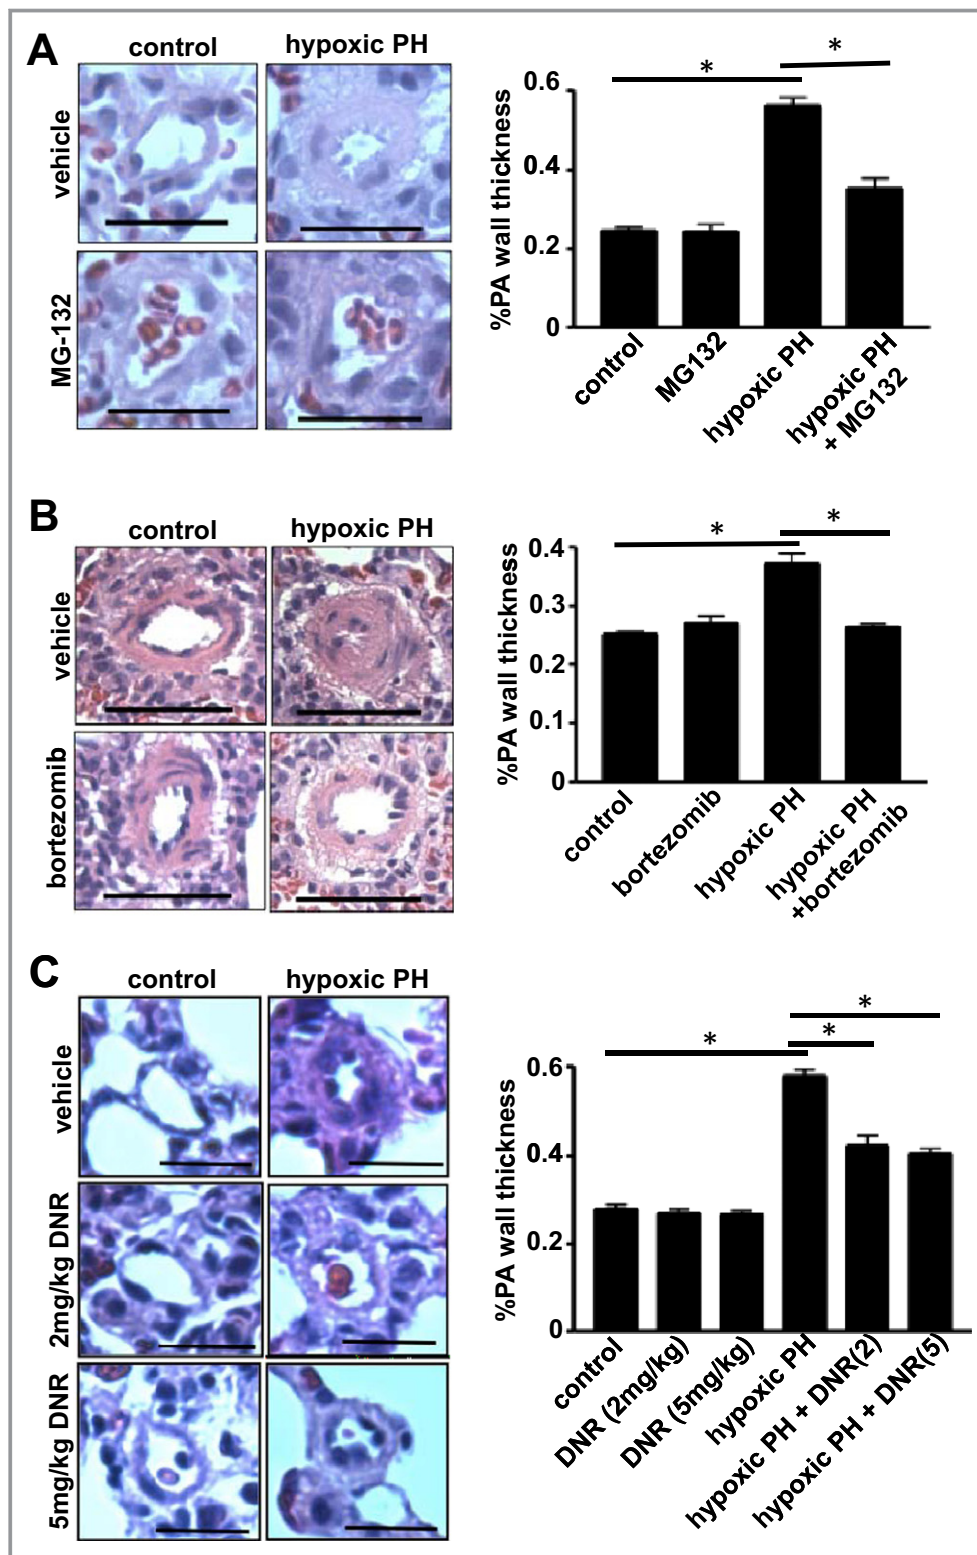 A
control
hypoxic PH
vehicle
MG-132
%PA wall thickness
0.6
0.4
0.2
0
*
*
control
MG132
hypoxic PH
hypoxic PH
+ MG132
B
control
hypoxic PH
vehicle
bortezomib
%PA wall thickness
0.4
0.3
0.2
0.1
0
*
*
control
bortezomib
hypoxic PH
hypoxic PH
+bortezomib
C
control
hypoxic PH
vehicle
2mg/kg DNR
5mg/kg DNR
%PA wall thickness
0.6
0.4
0.2
0
*
*
*
control
DNR (2mg/kg)
DNR (5mg/kg)
hypoxic PH
hypoxic PH + DNR(2)
hypoxic PH + DNR(5)